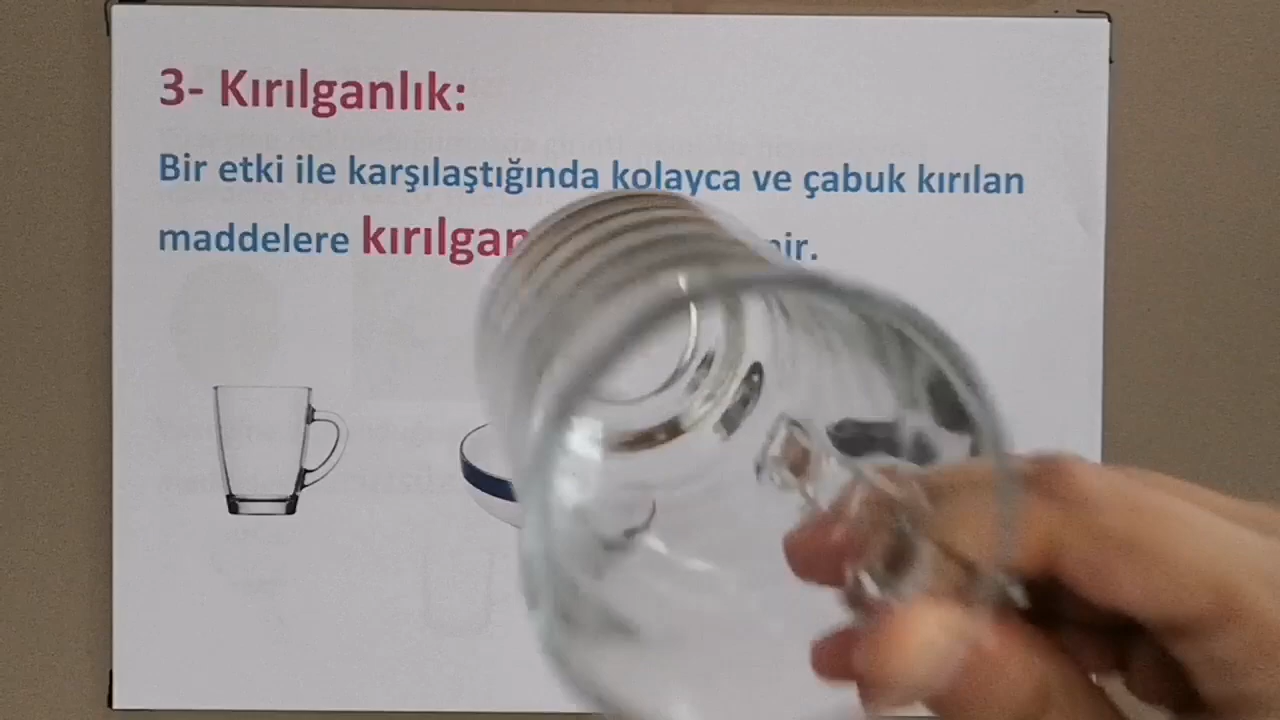 3- Kırılganlık:
Bir etki ile karşılaştığında kolayca ve çabuk kırılan
maddelere kırılgan